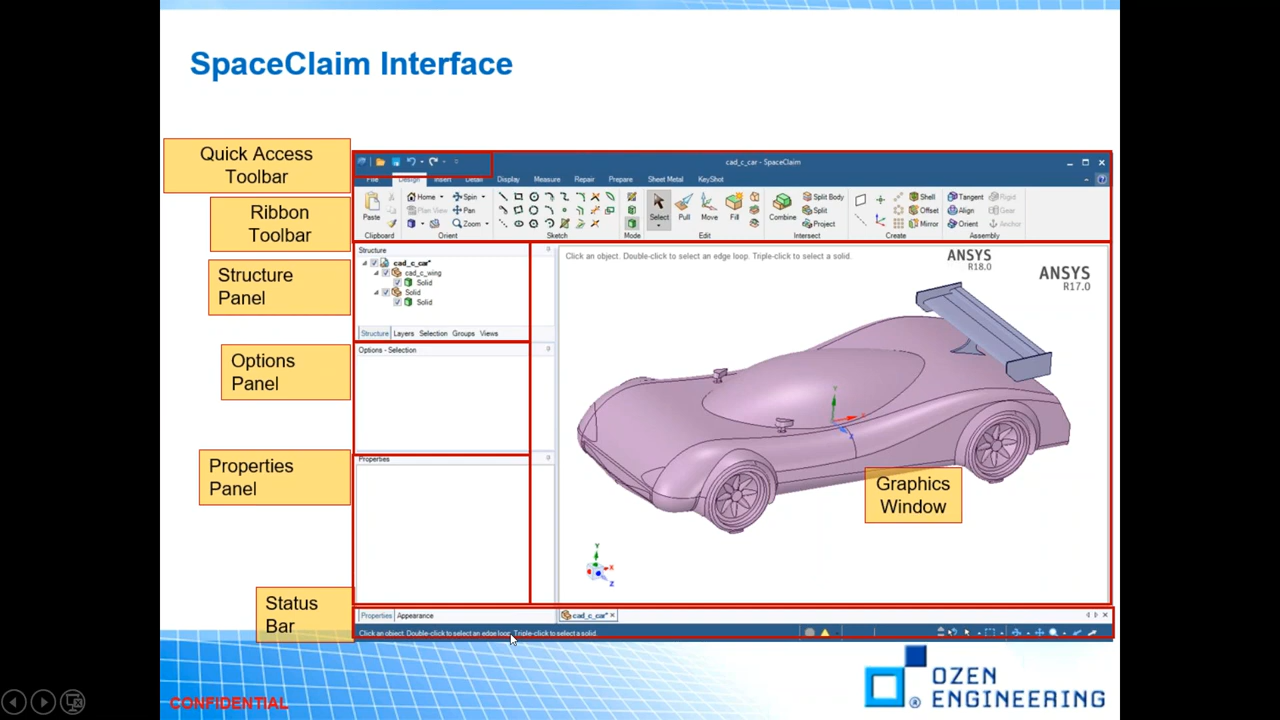 SpaceClaim Interface
Quick Access
Toolbar
Ribbon
Toolbar
Structure
Panel
Options
Panel
Properties
Panel
Status
Bar
cad_c_car - SpaceClaim
File Design Insert Detail Display Measure Repair Prepare Sheet Metal KeyShot
Paste
Home
Plan View
Spin
Pan
Zoom
Select
Pull
Move
Fill
Combine
Split Body
Split
Project
Shell
Offset
Mirror
Tangent
Align
Orient
Rigid
Gear
Anchor
Clipboard Orient Sketch Mode Edit Intersect Create Assembly
Structure
cad_c_car*
cad_c_wing
Solid
Solid
Solid
Structure Layers Selection Groups Views
Options - Selection
Properties
Properties Appearance
Click an object. Double-click to select an edge loop. Triple-click to select a solid.
ANSYS
R18.0
ANSYS
R17.0
Y
X
Z
Graphics
Window
Y
X
Z
cad_c_car*
Click an object. Double-click to select an edge loop. Triple-click to select a solid.
CONFIDENTIAL
OZEN
ENGINEERING
®